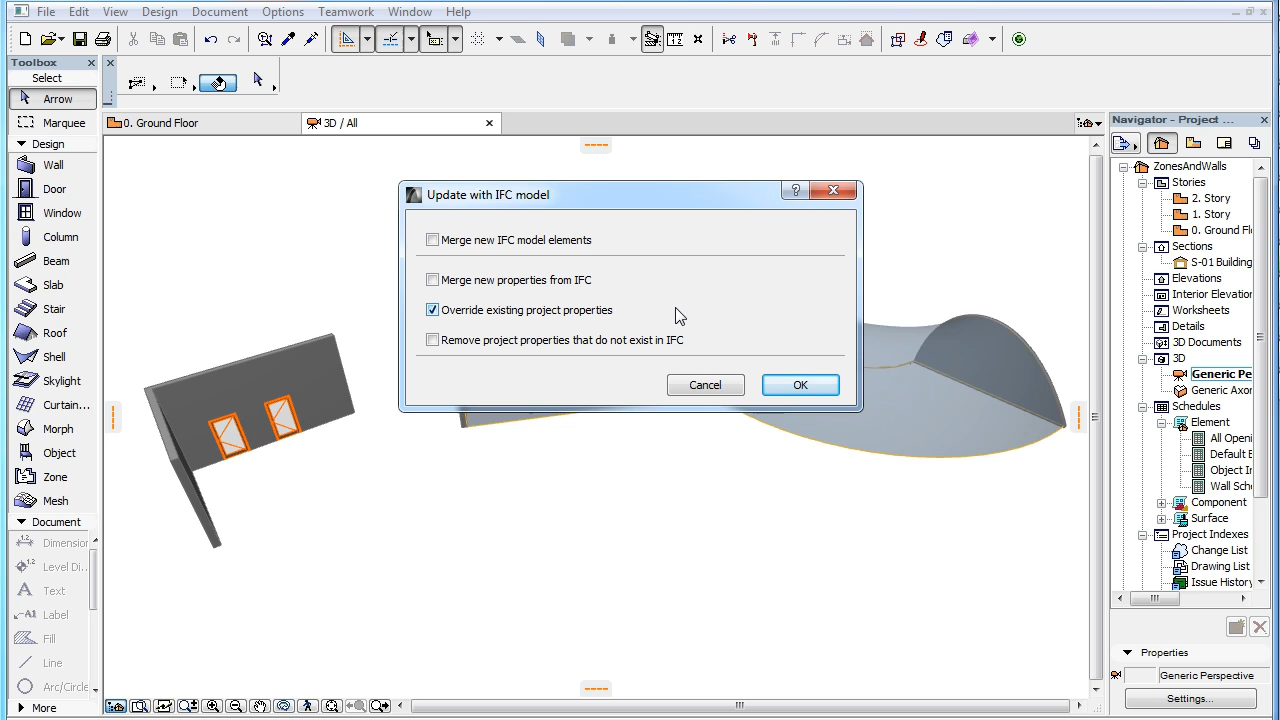 File Edit View Design Document Options Teamwork Window Help
Toolbox
Select
Arrow
Marquee
Design
Wall
Door
Window
Column
Beam
Slab
Stair
Roof
Shell
Skylight
Curtain...
Morph
Object
Zone
Mesh
Document
Dimension
Level Di...
Text
A1
Label
Fill
Line
Arc/Circle
More
0. Ground Floor
3D / All
Update with IFC model
Merge new IFC model elements
Merge new properties from IFC
Override existing project properties
Remove project properties that do not exist in IFC
Cancel
OK
Navigator - Project ...
ZonesAndWalls
Stories
2. Story
1. Story
0. Ground Fl
Sections
S-01 Building
Elevations
Interior Elevation
Worksheets
Details
3D Documents
3D
Generic Pe
Generic Axo
Schedules
Element
All Openi
Default E
Object In
Wall Sche
Component
Surface
Project Indexes
Change List
Drawing List
Issue History
Properties
Generic Perspective
Settings...